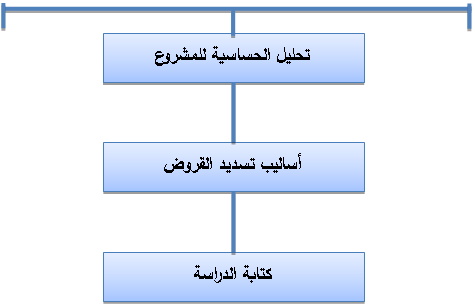 تحليل الحساسية للمشروع
أساليب تسديد القروض
كتابة الدراسة